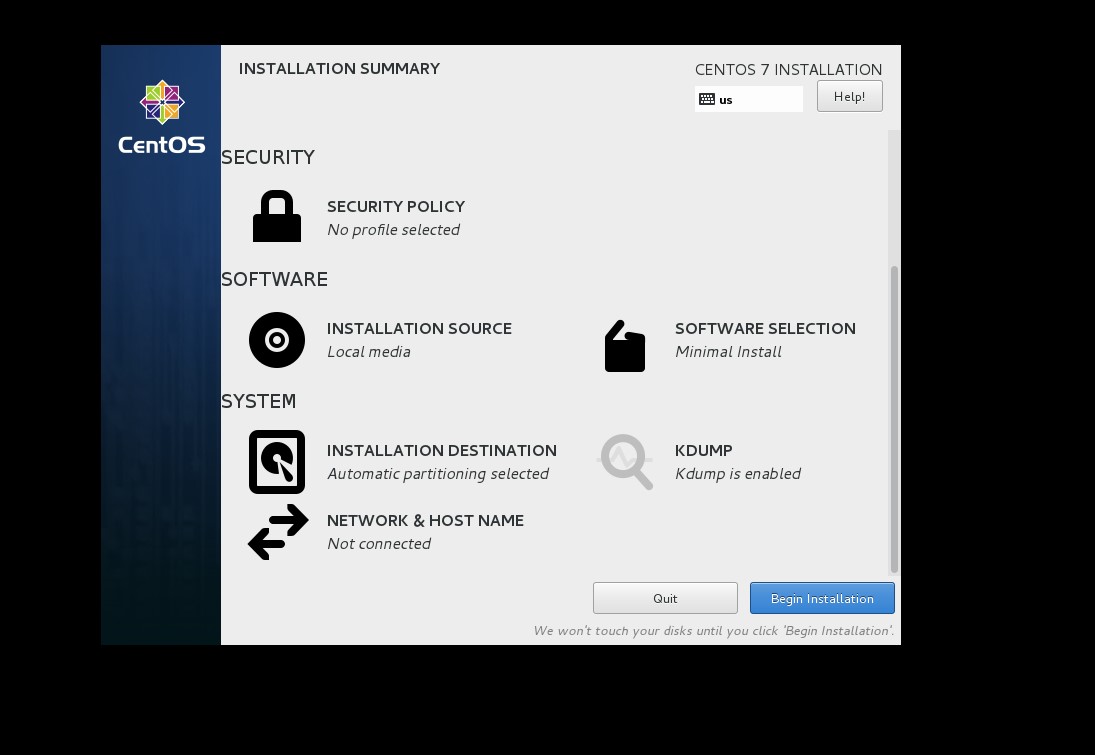 INSTALLATION SUMMARY
CENTOS 7 INSTALLATION
us
Help!
CentOS
SECURITY
SECURITY POLICY
No profile selected
SOFTWARE
INSTALLATION SOURCE
Local media
SOFTWARE SELECTION
Minimal Install
SYSTEM
INSTALLATION DESTINATION
Automatic partitioning selected
KDUMP
Kdump is enabled
NETWORK & HOST NAME
Not connected
Quit
Begin Installation
We won't touch your disks until you click 'Begin Installation'.